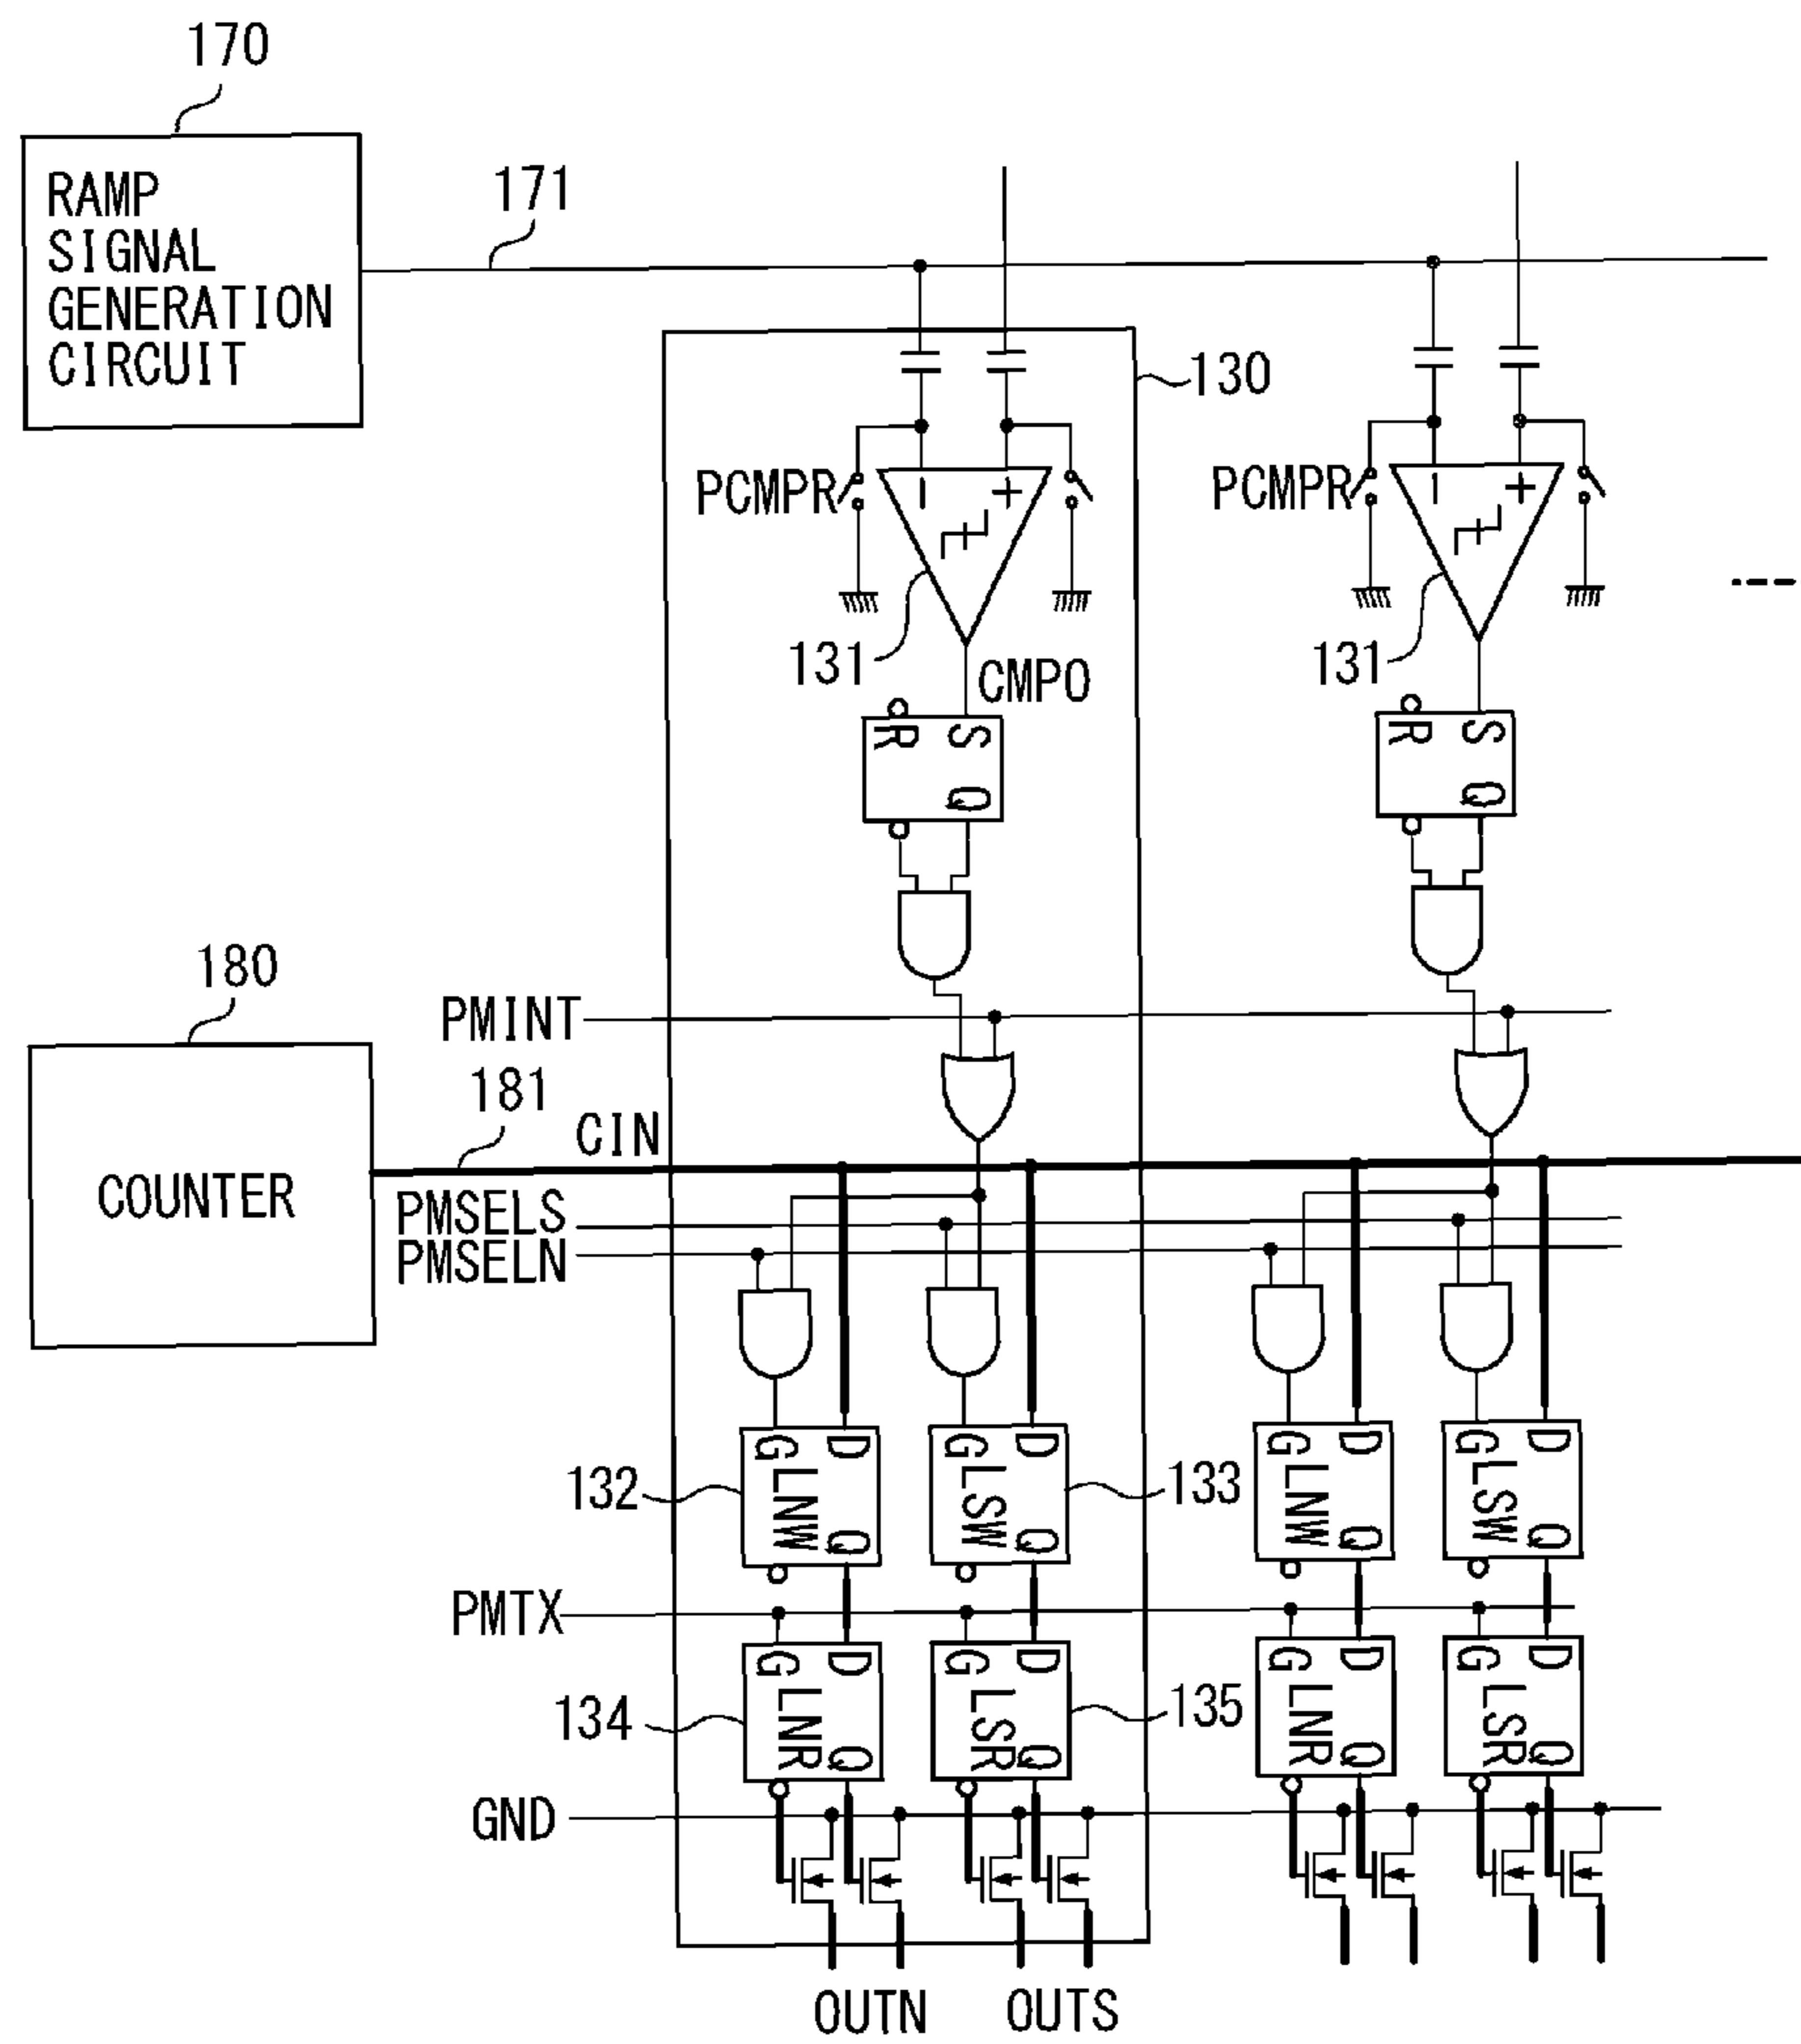 170
RAMP
SIGNAL
GENERATION
CIRCUIT
171
130
PCMPR
- +
PCMPR
- +
131
CMPO
131
R S
Q
R S
Q
180
PMINT
181
CIN
COUNTER
PMSELS
PMSELN
G D
LNW
Q
G D
LSW
Q
G D
LNW
Q
G D
LSW
Q
132
133
PMTX
G D
LNR
Q
G D
LSR
Q
G D
LNR
Q
G D
LSR
Q
134
135
GND
OUTN
OUTS